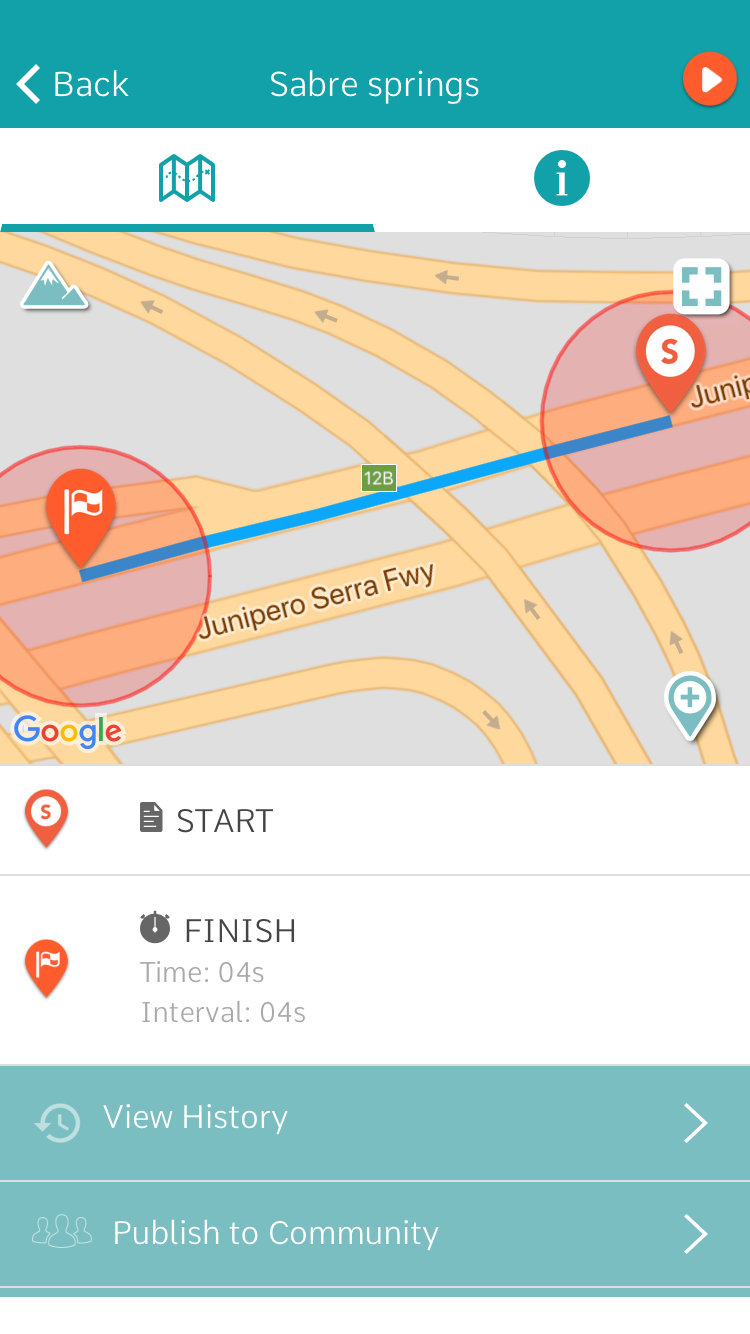 Back
Sabre springs
i
S
Junip
12B
Junipero Serra Fwy
Google
S
START
FINISH
Time: 04s
Interval: 04s
View History
Publish to Community